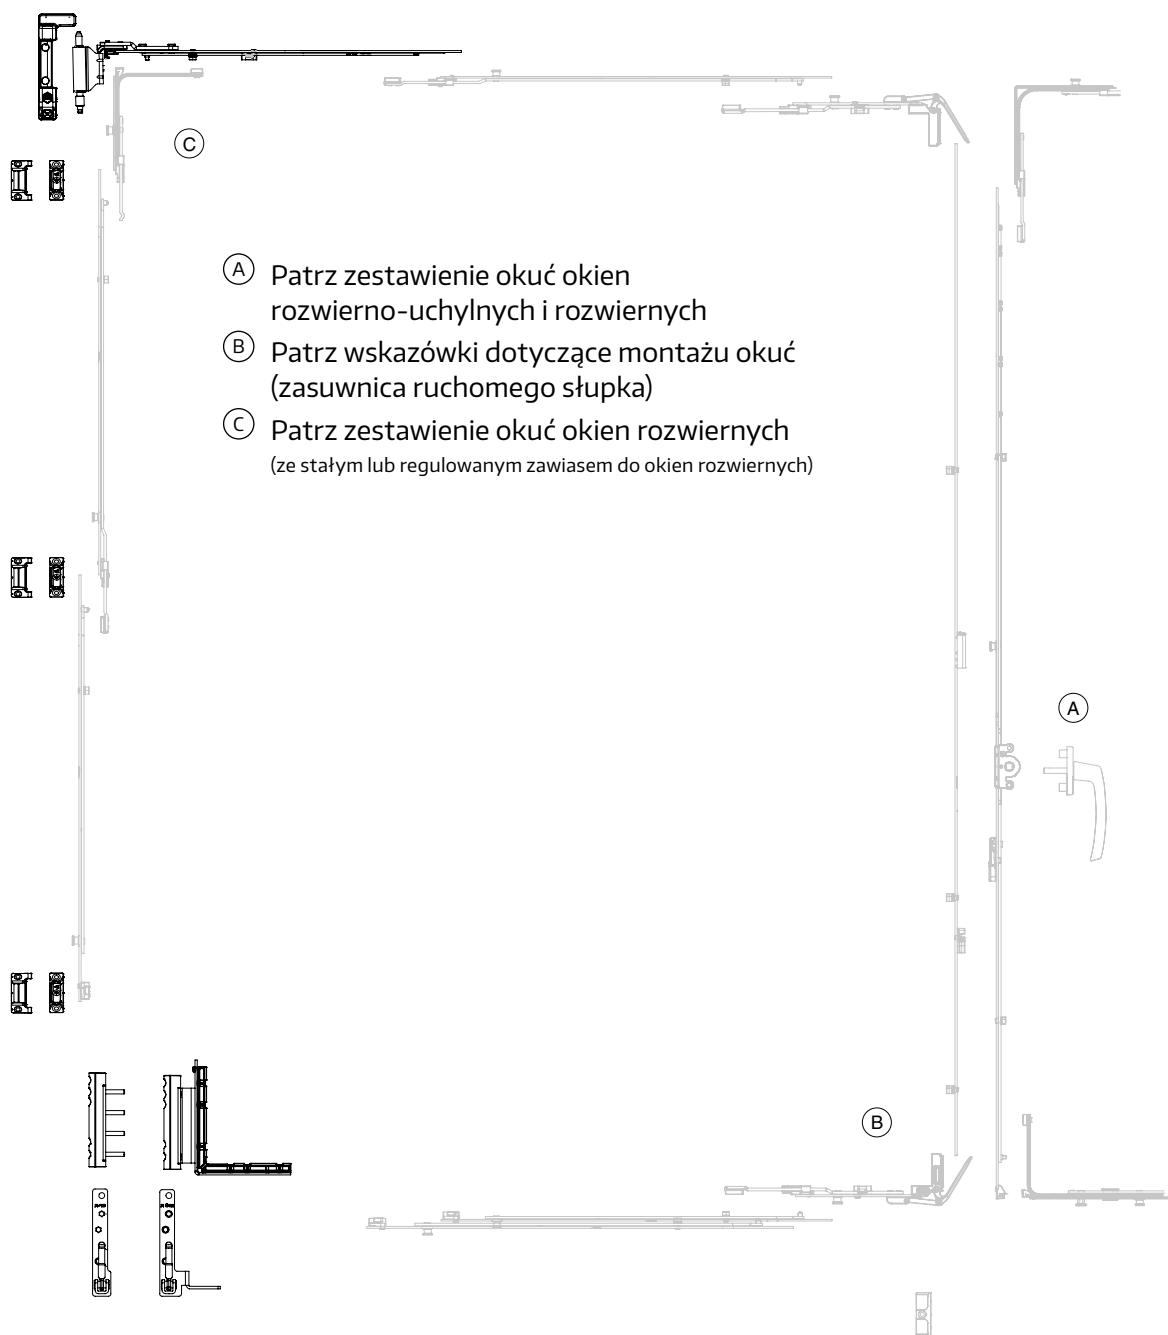 C
A Patrz zestawienie okuć okien
rozwierno-uchylnych i rozwiernych
B Patrz wskazówki dotyczące montażu okuć
(zasuwnica ruchomego słupka)
C Patrz zestawienie okuć okien rozwiernych
(ze stałym lub regulowanym zawiasem do okien rozwiernych)
A
B